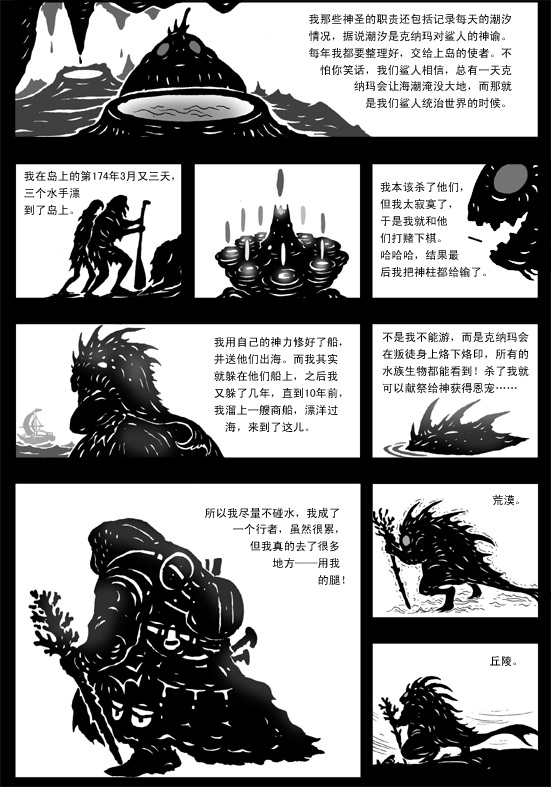 我那些神圣的职责还包括记录每天的潮汐
情况，据说潮汐是克纳玛对鲨人的神谕。
每年我都要整理好，交给上岛的使者。不
怕你笑话，我们鲨人相信，总有一天克
纳玛会让海潮淹没大地，而那就
是我们鲨人统治世界的时候。
我在岛上的第174年3月又三天，
三个水手漂
到了岛上。
我本该杀了他们，
但我太寂寞了，
于是我就和他
们打赌下棋。
哈哈哈，结果最
后我把神柱都给输了。
我用自己的神力修好了船，
并送他们出海。而我其实
就躲在他们船上，之后我
又躲了几年，直到10年前，
我溜上一艘商船，漂洋过
海，来到了这儿。
不是我不能游，而是克纳玛会
在叛徒身上烙下烙印，所有的
水族生物都能看到！杀了我就
可以献祭给神获得恩宠……
所以我尽量不碰水，我成了
一个行者，虽然很累，
但我真的去了很多
地方——用我
的腿！
荒漠。
丘陵。